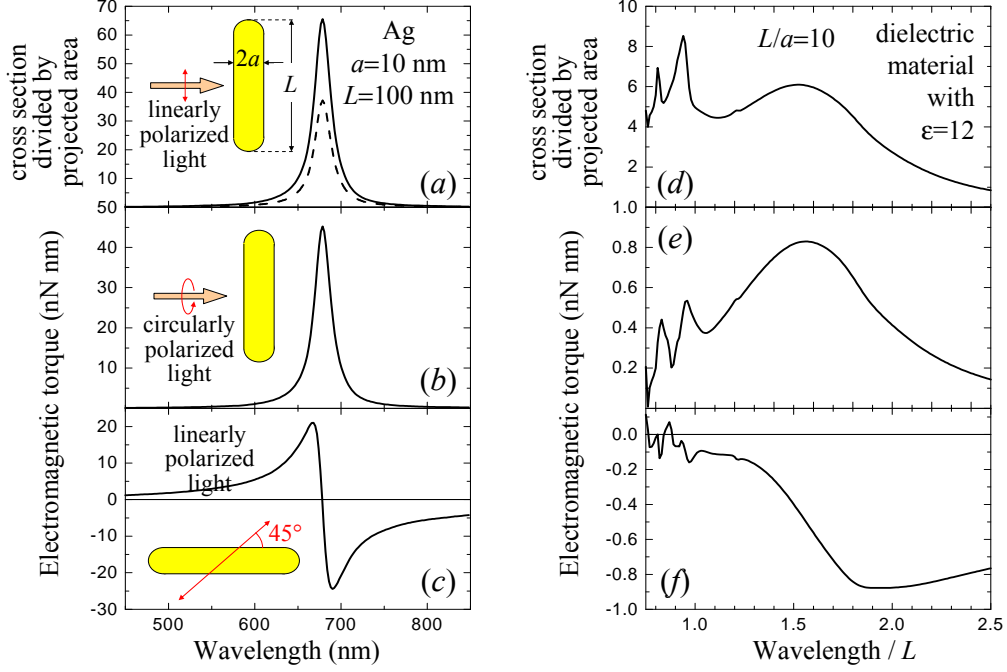 cross section
divided by
projected area
70
60
50
40
30
20
10
2a
L
linearly
polarized
light
Ag
a=10 nm
L=100 nm
(a)
Electromagnetic torque (nN nm)
50
40
30
20
10
circularly
polarized
light
(b)
20
10
0
-10
-20
-30
linearly
polarized
light
45°
(c)
500
600
700
800
Wavelength (nm)
cross section
divided by
projected area
10
8
6
4
2
L/a=10
dielectric
material
with
ε=12
(d)
Electromagnetic torque (nN nm)
1.0
0.8
0.6
0.4
0.2
(e)
0.0
-0.2
-0.4
-0.6
-0.8
-1.0
(f)
1.0
1.5
2.0
2.5
Wavelength / L